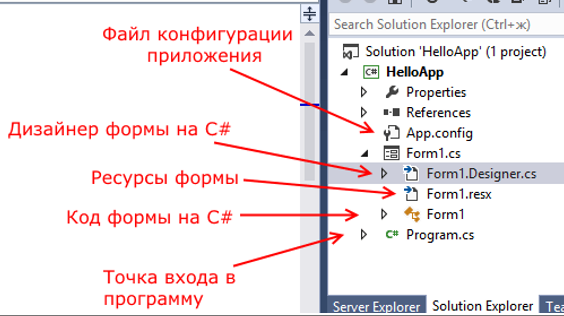 Search Solution Explorer (Ctrl+ж)
Файл конфигурации
приложения
Solution 'HelloApp' (1 project)
C# HelloApp
Properties
References
App.config
Дизайнер формы на C#
Form1.cs
Form1.Designer.cs
Ресурсы формы
Form1.resx
Код формы на C#
Form1
C# Program.cs
Точка входа в
программу
Server Explorer Solution Explorer Tea